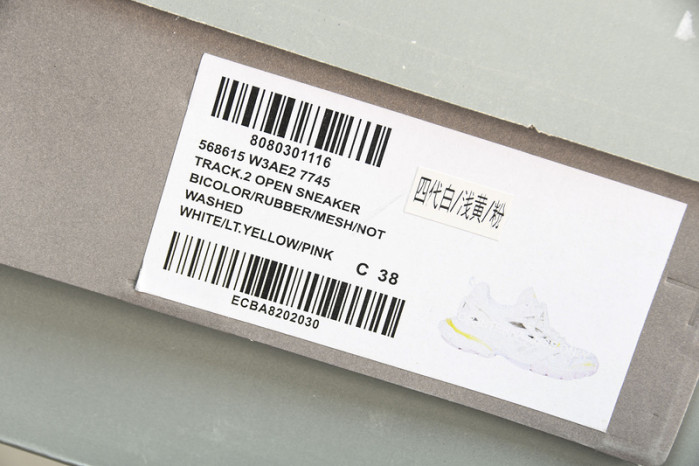 8080301116
568615 W3AE2 7745
TRACK.2 OPEN SNEAKER
BICOLOR/RUBBER/MESH/NOT
WASHED
WHITE/LT.YELLOW/PINK
C 38
ECBA8202030
四代白/浅黄/粉